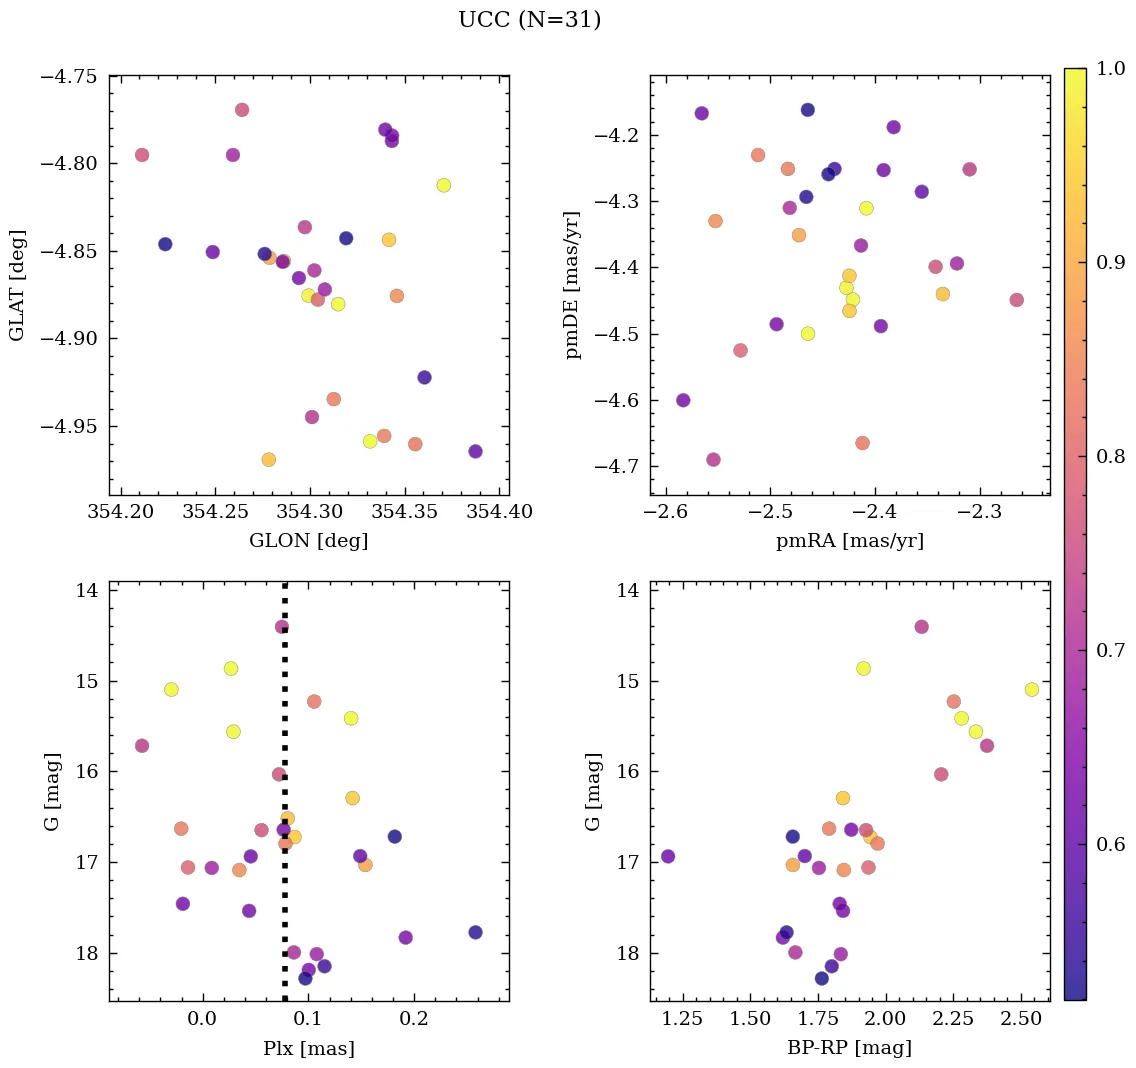 UCC (N=31)
−4.75
−4.80
−4.85
−4.90
−4.95
GLAT [deg]
354.20 354.25 354.30 354.35 354.40
GLON [deg]
−4.2
−4.3
−4.4
−4.5
−4.6
−4.7
pmDE [mas/yr]
−2.6 −2.5 −2.4 −2.3
pmRA [mas/yr]
14
15
16
17
18
G [mag]
0.0 0.1 0.2
Plx [mas]
14
15
16
17
18
G [mag]
1.25 1.50 1.75 2.00 2.25 2.50
BP-RP [mag]
1.0
0.9
0.8
0.7
0.6